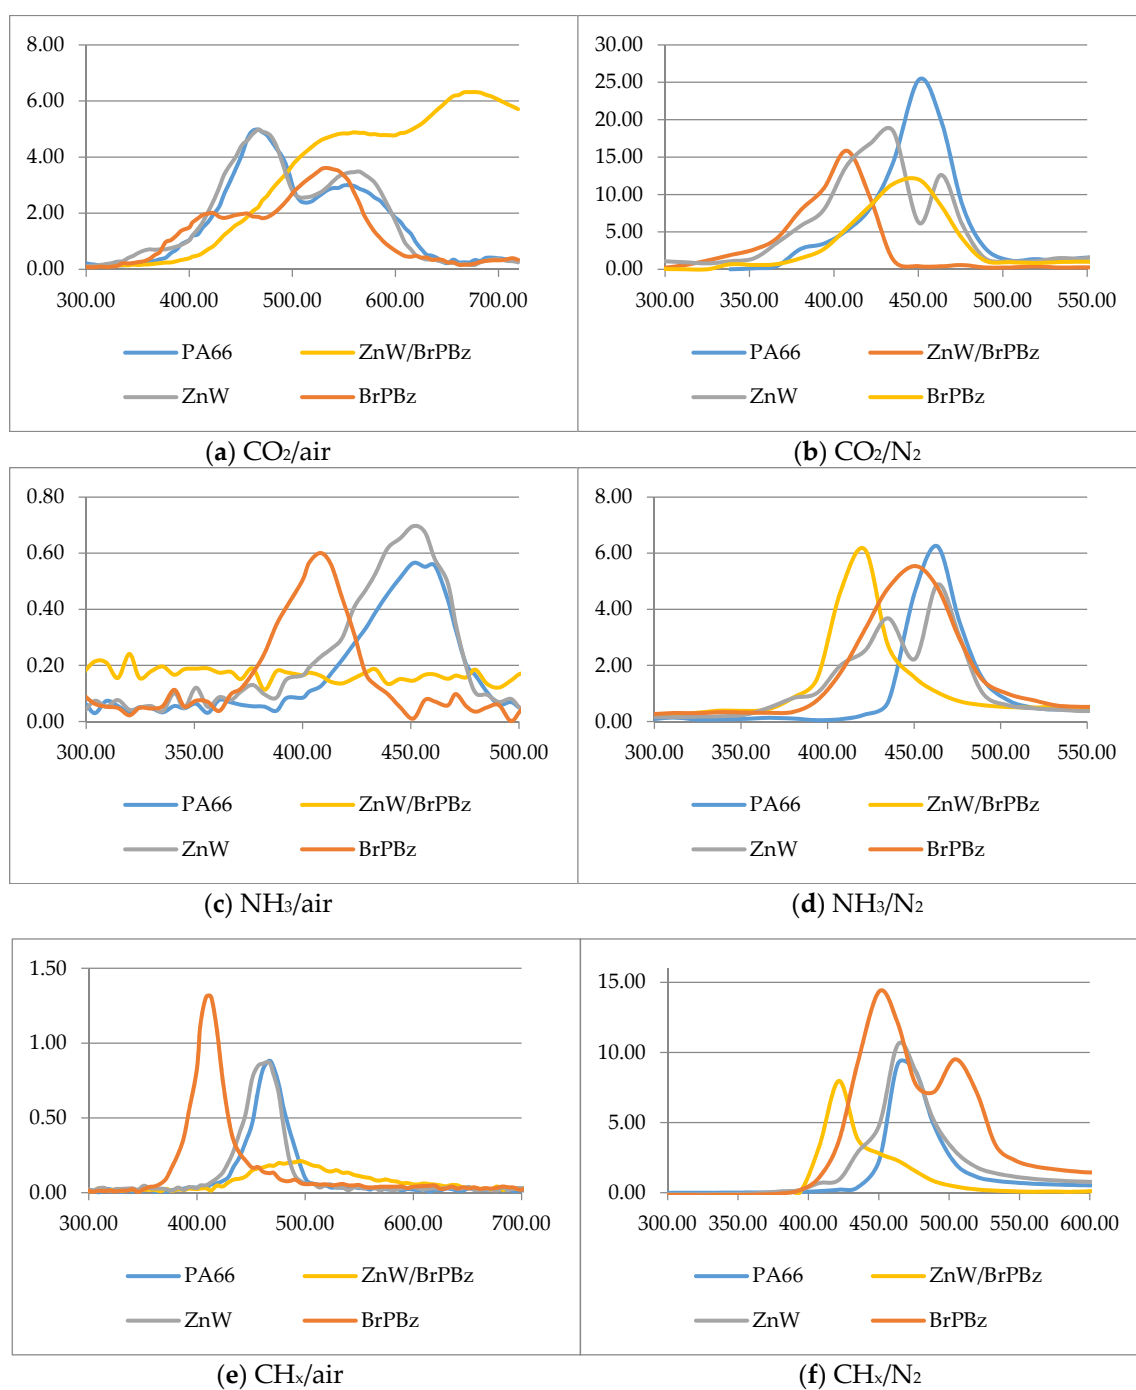 8.00
6.00
4.00
2.00
0.00
300.00 400.00 500.00 600.00 700.00
PA66 ZnW/BrPBz
ZnW BrPBz
(a) CO₂/air
30.00
25.00
20.00
15.00
10.00
5.00
0.00
300.00 350.00 400.00 450.00 500.00 550.00
PA66 ZnW/BrPBz
ZnW BrPBz
(b) CO₂/N₂
0.80
0.60
0.40
0.20
0.00
300.00 350.00 400.00 450.00 500.00
PA66 ZnW/BrPBz
ZnW BrPBz
(c) NH₃/air
8.00
6.00
4.00
2.00
0.00
300.00 350.00 400.00 450.00 500.00 550.00
PA66 ZnW/BrPBz
ZnW BrPBz
(d) NH₃/N₂
1.50
1.00
0.50
0.00
300.00 400.00 500.00 600.00 700.00
PA66 ZnW/BrPBz
ZnW BrPBz
(e) CHₓ/air
15.00
10.00
5.00
0.00
300.00 350.00 400.00 450.00 500.00 550.00 600.00
PA66 ZnW/BrPBz
ZnW BrPBz
(f) CHₓ/N₂